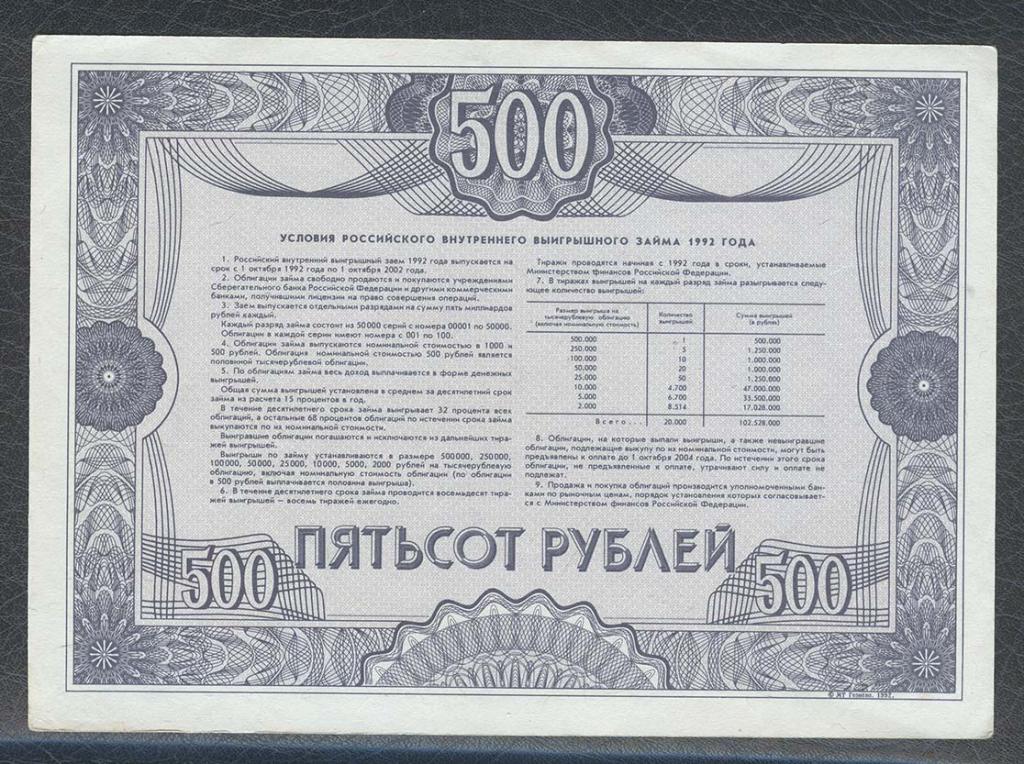 500
УСЛОВИЯ РОССИЙСКОГО ВНУТРЕННЕГО ВЫИГРЫШНОГО ЗАЙМА 1992 ГОДА
1. Российский внутренний выигрышный заем 1992 года выпускается на
срок с 1 октября 1992 года по 1 октября 2002 года.
2. Облигации займа свободно продаются и покупаются учреждениями
Сберегательного банка Российской Федерации и другими коммерческими
банками, получившими лицензии на право совершения операций.
3. Заем выпускается отдельными разрядами на сумму пять миллиардов
рублей каждый.
Каждый разряд займа состоит из 50000 серий с номера 00001 по 50000.
Облигации в каждой серии имеют номера с 001 по 100.
4. Облигации займа выпускаются номинальной стоимостью в 1000 и
500 рублей. Облигация номинальной стоимостью 500 рублей является
половиной тысячерублевой облигации.
5. По облигациям займа весь доход выплачивается в форме денежных
выигрышей.
Общая сумма выигрышей установлена в среднем за десятилетний срок
займа из расчета 15 процентов в год.
В течение десятилетнего срока займа выигрывает 32 процента всех
облигаций, а остальные 68 процентов облигаций по истечении срока займа
выкупаются по их номинальной стоимости.
Выигравшие облигации погашаются и исключаются из дальнейших тира-
жей выигрышей.
Выигрыши по займу устанавливаются в размере 500000, 250000,
100000, 50000, 25000, 10000, 5000, 2000 рублей на тысячерублевую
облигацию, включая номинальную стоимость облигации (по облигации
в 500 рублей выплачивается половина выигрыша).
6. В течение десятилетнего срока займа проводится восемьдесят тира-
жей выигрышей — восемь тиражей ежегодно.
Тиражи проводятся начиная с 1992 года в сроки, устанавливаемые
Министерством финансов Российской Федерации.
7. В тиражах выигрышей на каждый разряд займа разыгрывается следу-
ющее количество выигрышей:
Размер выигрыша на тысячерублевую облигацию (включая номинальную стоимость) Количество выигрышей Сумма выигрышей (в рублях)
500.000 1 500.000
250.000 5 1.250.000
100.000 10 1.000.000
50.000 20 1.000.000
25.000 50 1.250.000
10.000 4.700 47.000.000
5.000 6.700 33.500.000
2.000 8.514 17.028.000
Всего... 20.000 102.528.000
8. Облигации, на которые выпали выигрыши, а также невыигравшие
облигации, подлежащие выкупу по их номинальной стоимости, могут быть
предъявлены к оплате до 1 октября 2004 года. По истечении этого срока
облигации, не предъявленные к оплате, утрачивают силу и оплате не
подлежат.
9. Продажа и покупка облигаций производится уполномоченными бан-
ками по рыночным ценам, порядок установления которых согласовывает-
ся с Министерством финансов Российской Федерации.
ПЯТЬСОТ РУБЛЕЙ
500 500
1992.